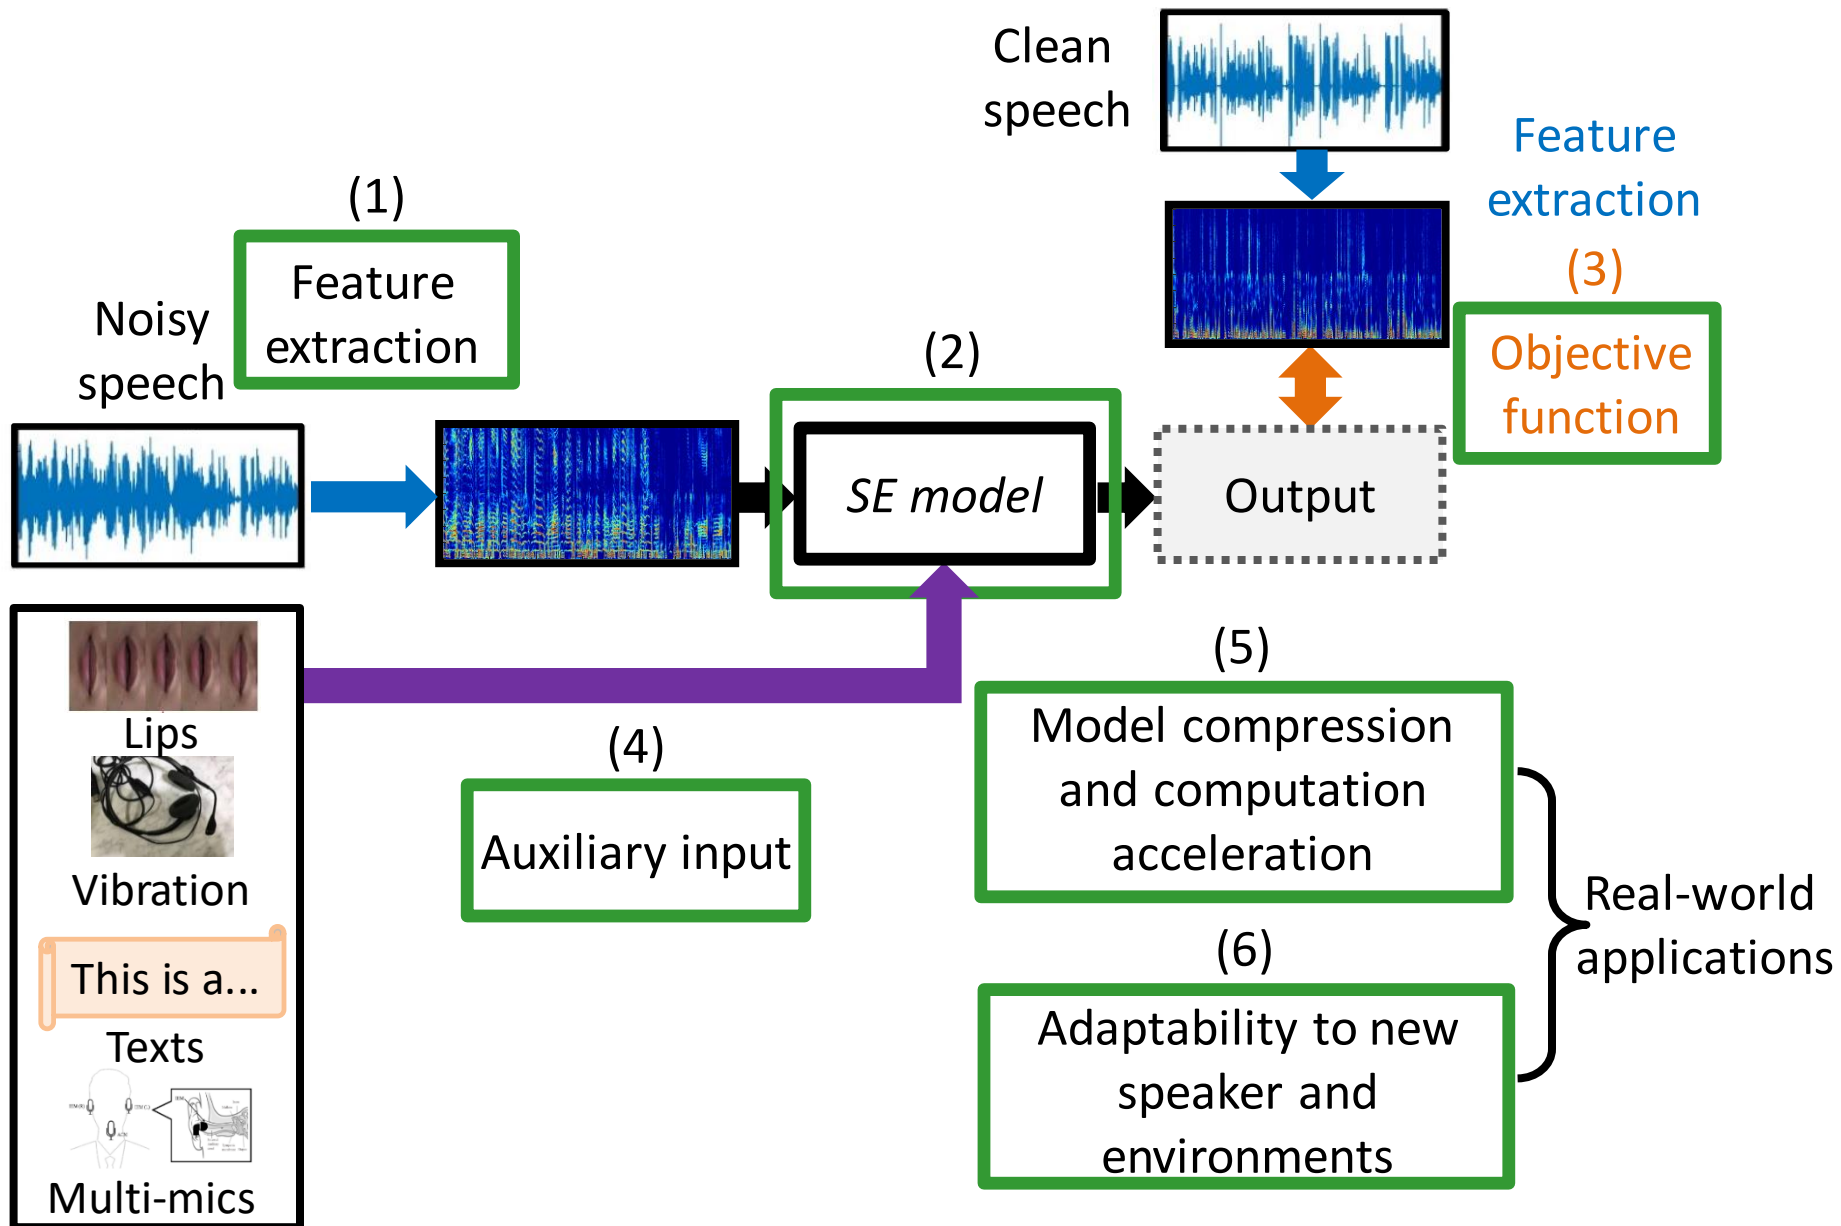 Clean
speech
Feature
extraction
(3)
Objective
function
(1)
Feature
extraction
Noisy
speech
(2)
SE model
Output
Lips
Vibration
This is a...
Texts
Multi-mics
(4)
Auxiliary input
(5)
Model compression
and computation
acceleration
(6)
Adaptability to new
speaker and
environments
Real-world
applications